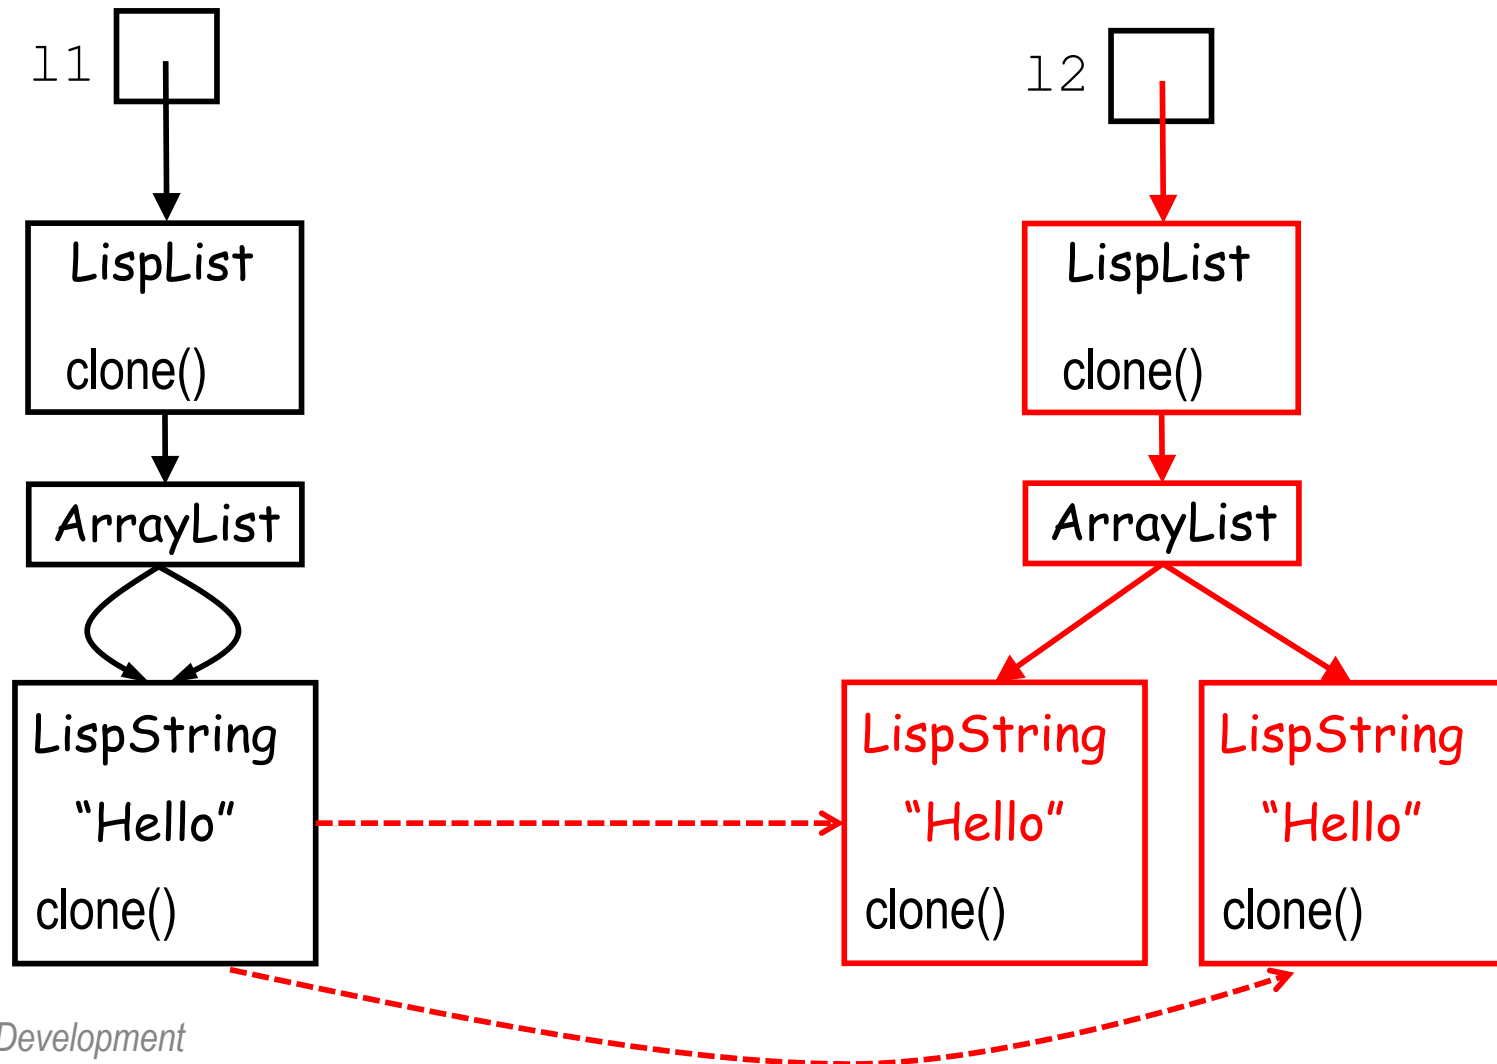 l1
LispList
clone()
ArrayList
LispString
“Hello”
clone()
l2
LispList
clone()
ArrayList
LispString
“Hello”
clone()
LispString
“Hello”
clone()
Development